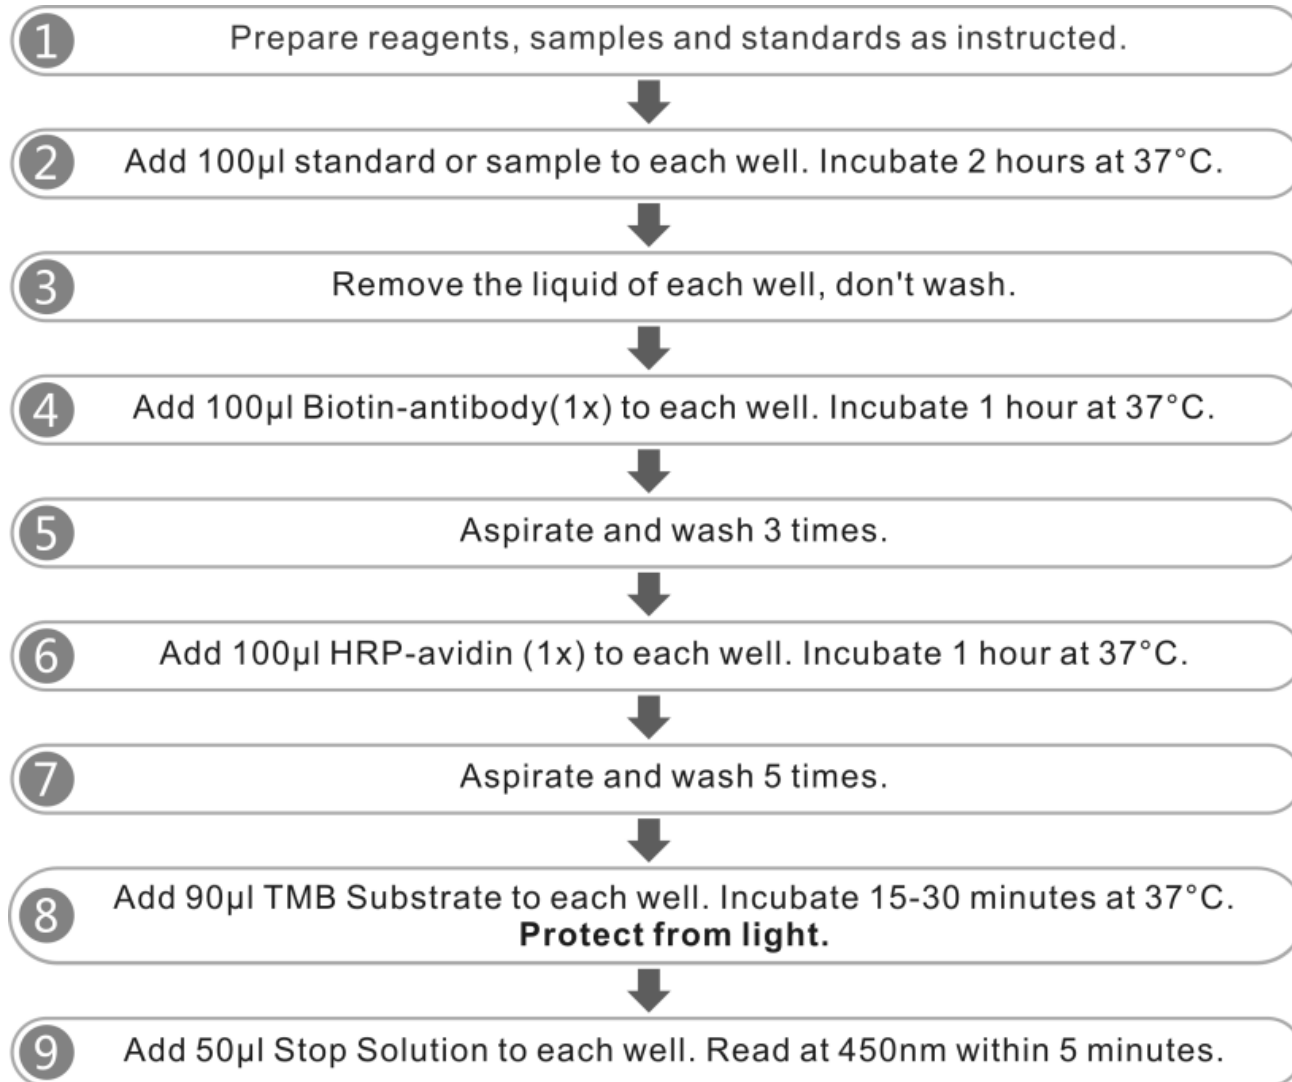 1 Prepare reagents, samples and standards as instructed.
2 Add 100μl standard or sample to each well. Incubate 2 hours at 37°C.
3 Remove the liquid of each well, don't wash.
4 Add 100μl Biotin-antibody(1x) to each well. Incubate 1 hour at 37°C.
5 Aspirate and wash 3 times.
6 Add 100μl HRP-avidin (1x) to each well. Incubate 1 hour at 37°C.
7 Aspirate and wash 5 times.
8 Add 90μl TMB Substrate to each well. Incubate 15-30 minutes at 37°C.
Protect from light.
9 Add 50μl Stop Solution to each well. Read at 450nm within 5 minutes.